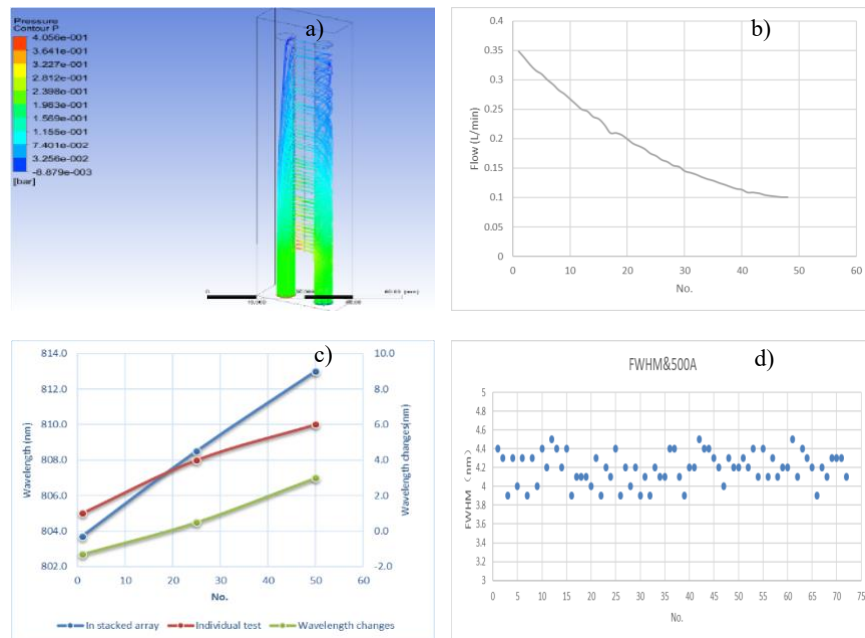 a)
Pressure
Contour P
4.056e-001
3.641e-001
3.227e-001
2.812e-001
2.398e-001
1.983e-001
1.569e-001
1.155e-001
7.401e-002
3.256e-002
-8.879e-003
[bar]
0
(mm)
b)
0.4
0.35
0.3
0.25
0.2
0.15
0.1
0.05
0
Flow (L/min)
0 10 20 30 40 50 60
No.
c)
814.0 10.0
812.0 8.0
810.0 6.0
808.0 4.0
806.0 2.0
804.0 0.0
802.0 -2.0
Wavelength(nm)
Wavelength changes(nm)
0 10 20 30 40 50 60
No.
In stacked array Individual test Wavelength changes
d)
FWHM&500A
5
4.8
4.6
4.4
4.2
4
3.8
3.6
3.4
3.2
3
FWHM (nm)
0 5 10 15 20 25 30 35 40 45 50 55 60 65 70 75
No.